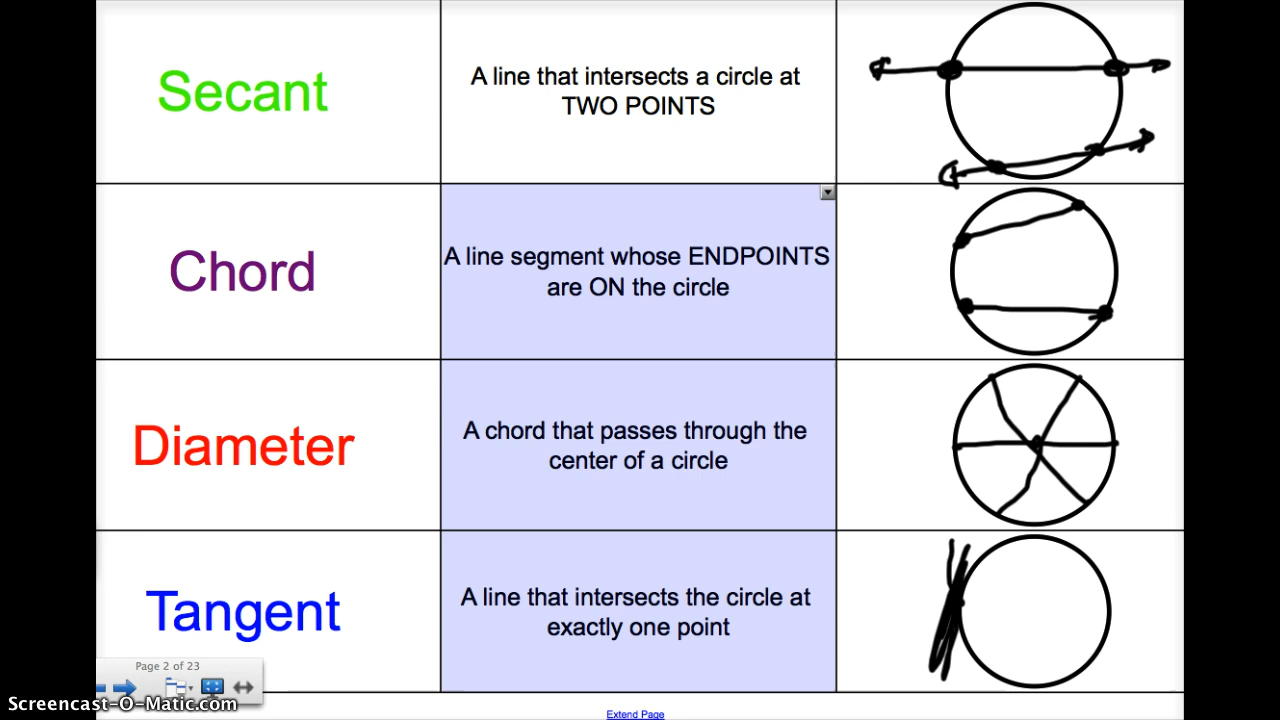 Secant
A line that intersects a circle at
TWO POINTS
Chord
A line segment whose ENDPOINTS
are ON the circle
Diameter
A chord that passes through the
center of a circle
Tangent
A line that intersects the circle at
exactly one point
Page 2 of 23
Screencast-O-Matic.com
Extend Page